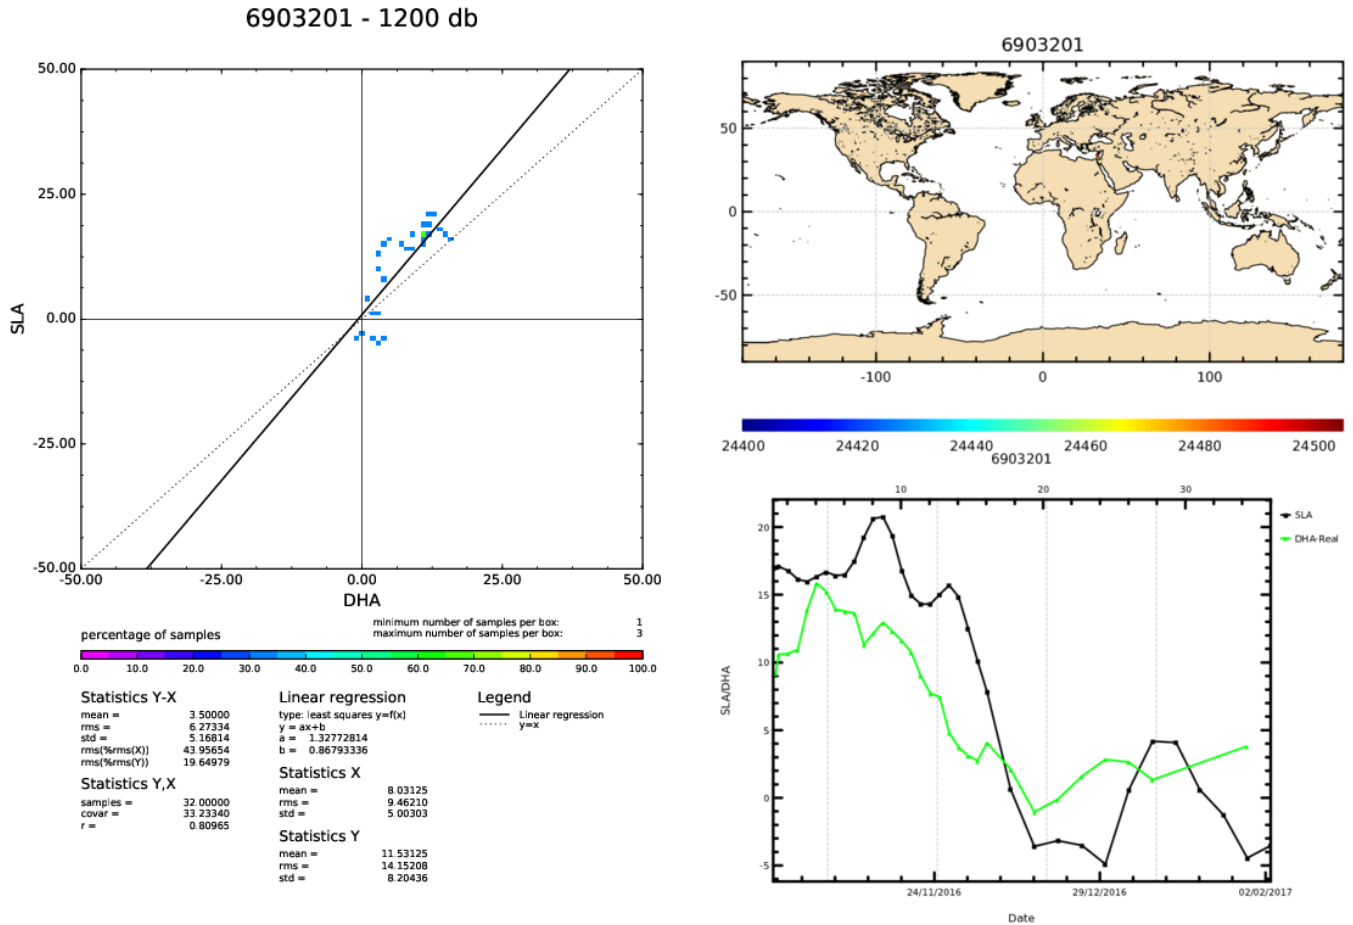 6903201 - 1200 db
50.00
25.00
0.00
-25.00
-50.00
SLA
-50.00 -25.00 0.00 25.00 50.00
DHA
percentage of samples
minimum number of samples per box: 1
maximum number of samples per box: 3
0.0 10.0 20.0 30.0 40.0 50.0 60.0 70.0 80.0 90.0 100.0
Statistics Y-X
mean = 3.50000
rms = 6.27334
std = 5.16814
rms(%rms(X)) 43.95654
rms(%rms(Y)) 19.64979
Statistics Y,X
samples = 32.00000
covar = 33.23340
r = 0.80965
Linear regression
type: least squares y=f(x)
y = ax+b
a = 1.32772814
b = 0.86793336
Statistics X
mean = 8.03125
rms = 9.46210
std = 5.00303
Statistics Y
mean = 11.53125
rms = 14.15208
std = 8.20436
Legend
Linear regression
y=x
6903201
50
0
-50
-100 0 100
24400 24420 24440 24460 24480 24500
6903201
10 20 30
20
15
10
5
0
-5
SLA/DHA
SLA
DHA-Real
24/11/2016 29/12/2016 02/02/2017
Date